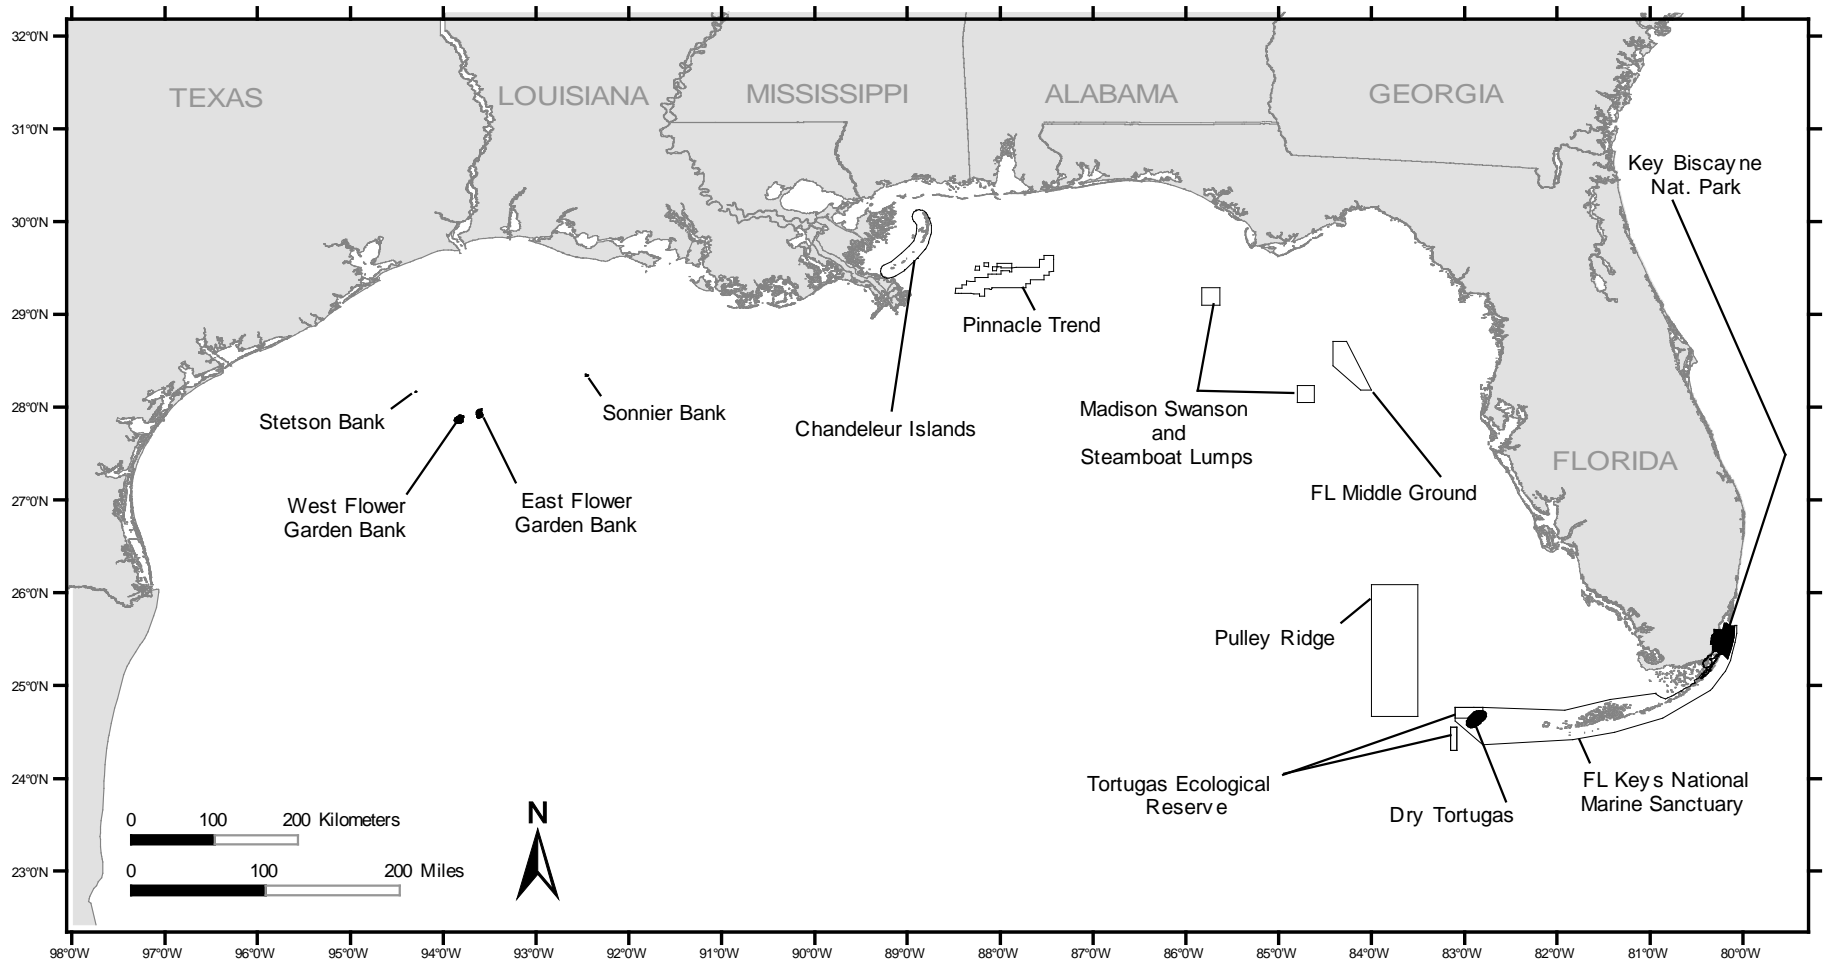 32°0'N
31°0'N
30°0'N
29°0'N
28°0'N
27°0'N
26°0'N
25°0'N
24°0'N
23°0'N
TEXAS
LOUISIANA
MISSISSIPPI
ALABAMA
GEORGIA
FLORIDA
Key Biscayne
Nat. Park
Pinnacle Trend
Stetson Bank
Sonnier Bank
Chandeleur Islands
Madison Swanson
and
Steamboat Lumps
West Flower
Garden Bank
East Flower
Garden Bank
FL Middle Ground
Pulley Ridge
Tortugas Ecological
Reserve
Dry Tortugas
FL Keys National
Marine Sanctuary
N
0 100 200 Kilometers
0 100 200 Miles
98°0'W 97°0'W 96°0'W 95°0'W 94°0'W 93°0'W 92°0'W 91°0'W 90°0'W 89°0'W 88°0'W 87°0'W 86°0'W 85°0'W 84°0'W 83°0'W 82°0'W 81°0'W 80°0'W